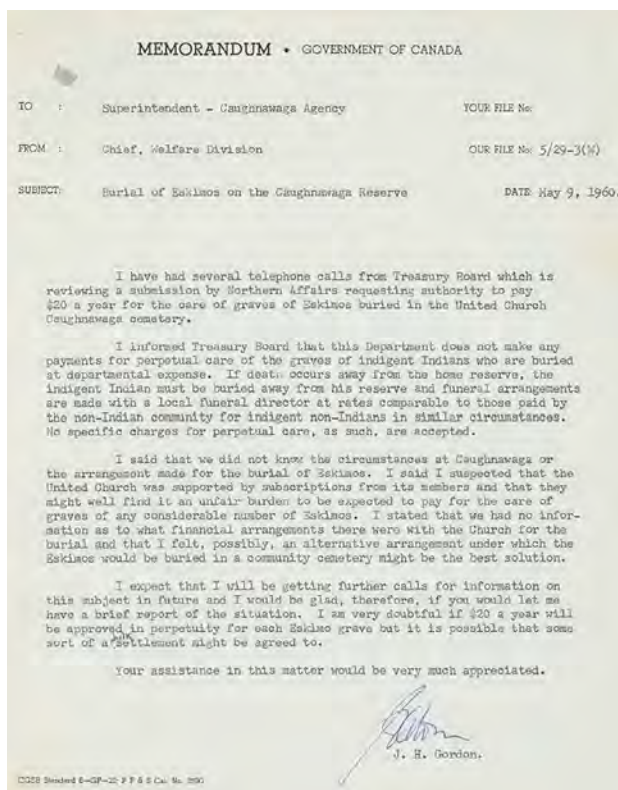 MEMORANDUM • GOVERNMENT OF CANADA
TO : Superintendent - Caughnawaga Agency YOUR FILE No:
FROM : Chief, Welfare Division OUR FILE No: 5/29-3(W)
SUBJECT: Burial of Eskimos on the Caughnawaga Reserve DATE May 9, 1960.
I have had several telephone calls from Treasury Board which is
reviewing a submission by Northern Affairs requesting authority to pay
$20 a year for the care of graves of Eskimos buried in the United Church
Caughnawaga cemetery.
I informed Treasury Board that this Department does not make any
payments for perpetual care of the graves of indigent Indians who are buried
at departmental expense. If death occurs away from the home reserve, the
indigent Indian must be buried away from his reserve and funeral arrangements
are made with a local funeral director at rates comparable to those paid by
the non-Indian community for indigent non-Indians in similar circumstances.
No specific charges for perpetual care, as such, are accepted.
I said that we did not know the circumstances at Caughnawaga or
the arrangement made for the burial of Eskimos. I said I suspected that the
United Church was supported by subscriptions from its members and that they
might well find it an unfair burden to be expected to pay for the care of
graves of any considerable number of Eskimos. I stated that we had no infor-
mation as to what financial arrangements there were with the Church for the
burial and that I felt, possibly, an alternative arrangement under which the
Eskimos would be buried in a community cemetery might be the best solution.
I expect that I will be getting further calls for information on
this subject in future and I would be glad, therefore, if you would let me
have a brief report of the situation. I am very doubtful if $20 a year will
be approved in perpetuity for each Eskimo grave but it is possible that some
sort of a settlement might be agreed to.
Your assistance in this matter would be very much appreciated.
J. H. Gordon.
CGSB Standard 6-GP-22 P P & S Cat. No.